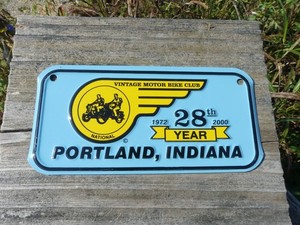 VINTAGE MOTOR BIKE CLUB
NATIONAL
©
28th
1972 2000
YEAR
PORTLAND, INDIANA